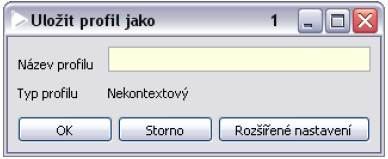 Uložit profil jako 1
Název profilu
Typ profilu Nekontextový
OK Storno Rozšířené nastavení